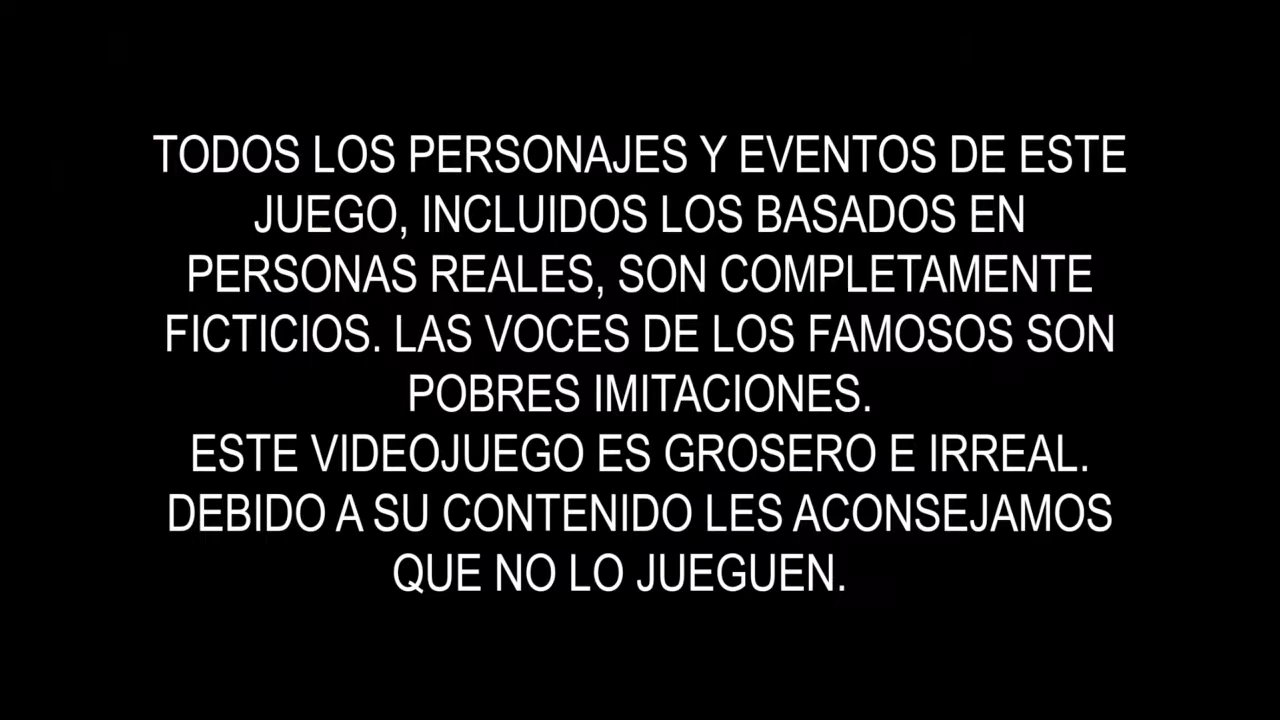 TODOS LOS PERSONAJES Y EVENTOS DE ESTE
JUEGO, INCLUIDOS LOS BASADOS EN
PERSONAS REALES, SON COMPLETAMENTE
FICTICIOS. LAS VOCES DE LOS FAMOSOS SON
POBRES IMITACIONES.
ESTE VIDEOJUEGO ES GROSERO E IRREAL.
DEBIDO A SU CONTENIDO LES ACONSEJAMOS
QUE NO LO JUEGUEN.